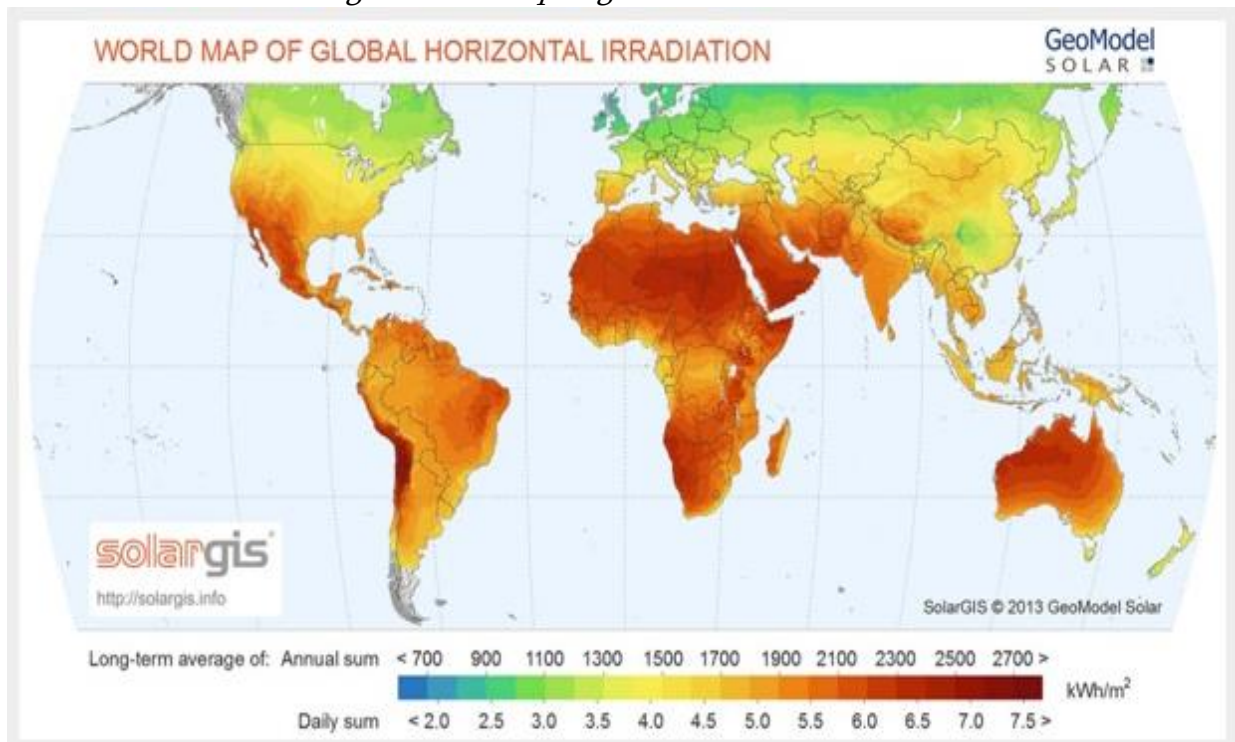 WORLD MAP OF GLOBAL HORIZONTAL IRRADIATION
GeoModel
SOLAR
solargis
http://solargis.info
SolarGIS © 2013 GeoModel Solar
Long-term average of: Annual sum < 700 900 1100 1300 1500 1700 1900 2100 2300 2500 2700 >
kWh/m²
Daily sum < 2.0 2.5 3.0 3.5 4.0 4.5 5.0 5.5 6.0 6.5 7.0 7.5 >